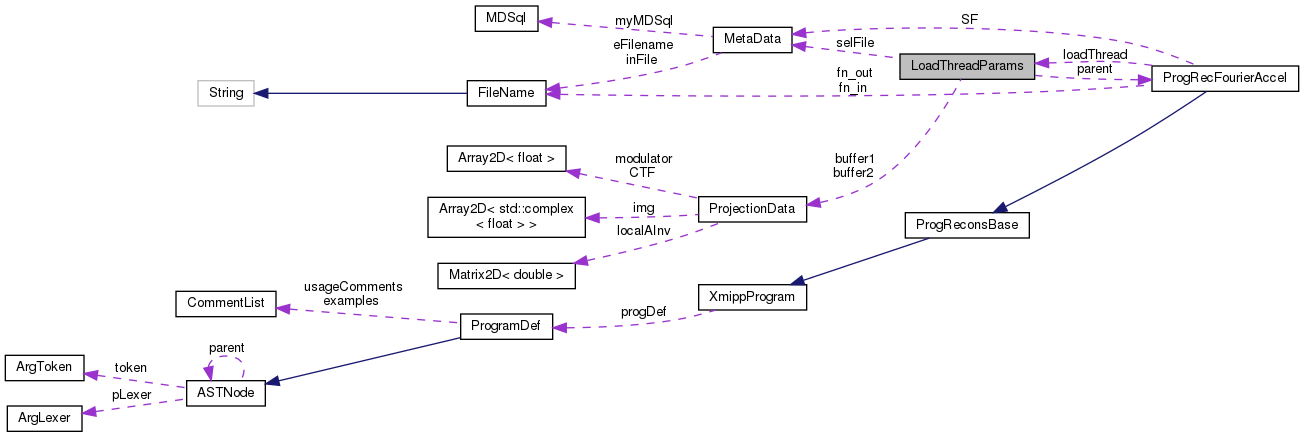 MDSql
myMDSql
MetaData
SF
eFilename
inFile
selFile
LoadThreadParams
loadThread
parent
ProgRecFourierAccel
String
FileName
fn_out
fn_in
Array2D< float >
modulator
CTF
buffer1
buffer2
Array2D< std::complex
< float > >
img
ProjectionData
localAInv
ProgReconsBase
Matrix2D< double >
CommentList
usageComments
examples
ProgramDef
progDef
XmippProgram
ArgToken
token
parent
ASTNode
pLexer
ArgLexer